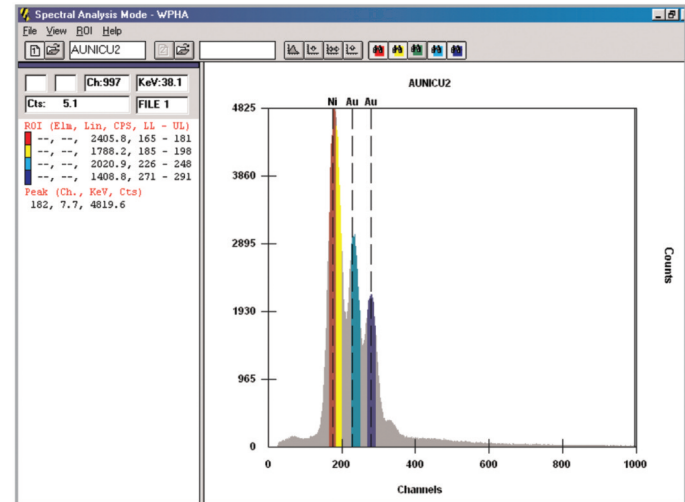 Spectral Analysis Mode - WPHA
File View ROI Help
AUNICU2
Ch:997 KeV:38.1
Cts: 5.1 FILE 1
ROI (Elm, Lin, CPS, LL - UL)
--, --, 2405.8, 165 - 181
--, --, 1788.2, 185 - 198
--, --, 2020.9, 226 - 248
--, --, 1408.8, 271 - 291
Peak (Ch., KeV, Cts)
182, 7.7, 4819.6
AUNICU2
Ni Au Au
4825
3860
2895
1930
965
0
Counts
0 200 400 600 800 1000
Channels